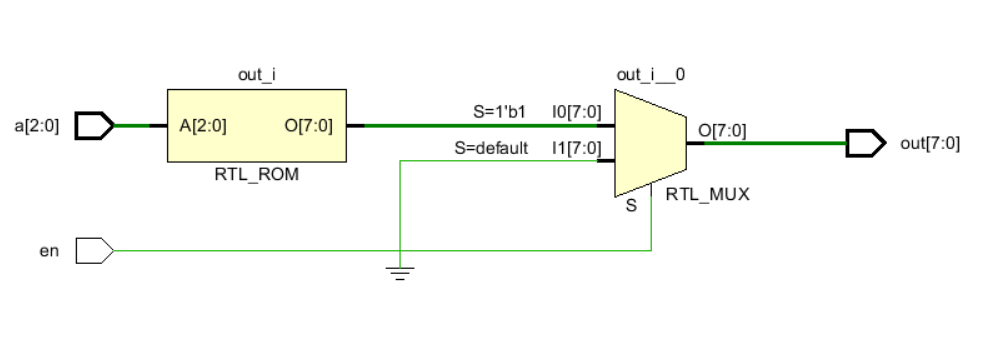 out_i
out_i__0
a[2:0]
A[2:0]
O[7:0]
S=1'b1
I0[7:0]
S=default
I1[7:0]
O[7:0]
out[7:0]
RTL_ROM
S
RTL_MUX
en